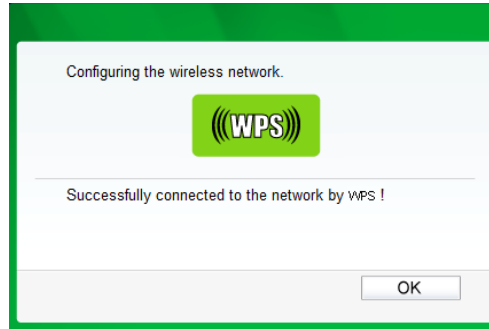 Configuring the wireless network.
(((WPS)))
Successfully connected to the network by WPS !
OK